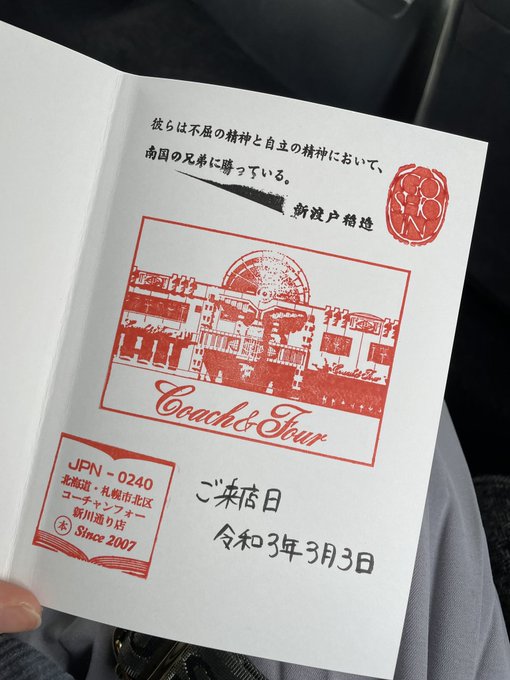 彼らは不屈の精神と自立の精神において、
南国の兄弟に勝っている。
新渡戸稲造
GO
SHO
IN
Coach & Four
JPN - 0240
北海道・札幌市北区
コーチャンフォー
新川通り店
本 Since 2007
ご来店日
令和3年3月3日